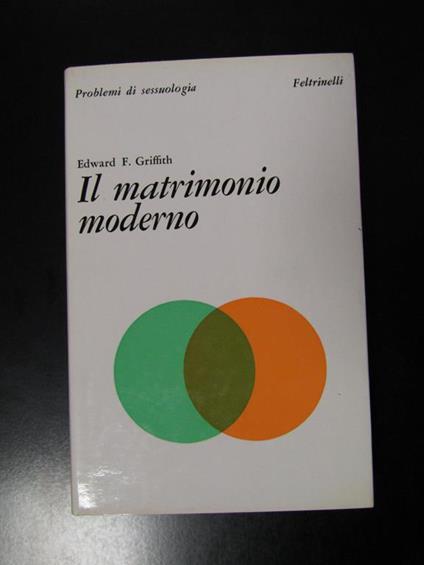 Problemi di sessuologia Feltrinelli
Edward F. Griffith
Il matrimonio
moderno